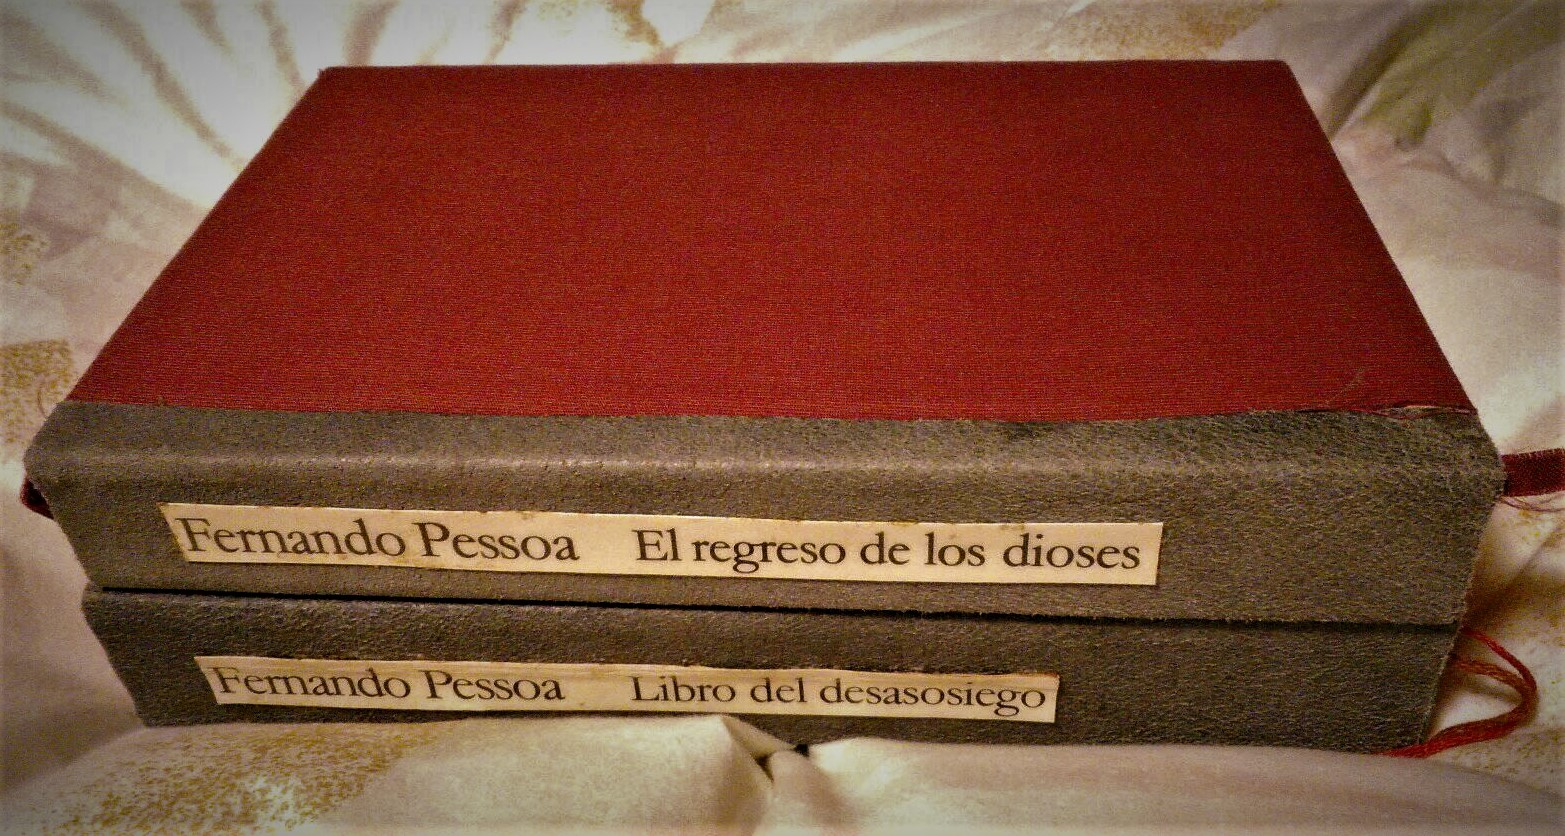 Fernando Pessoa El regreso de los dioses
Fernando Pessoa Libro del desasosiego